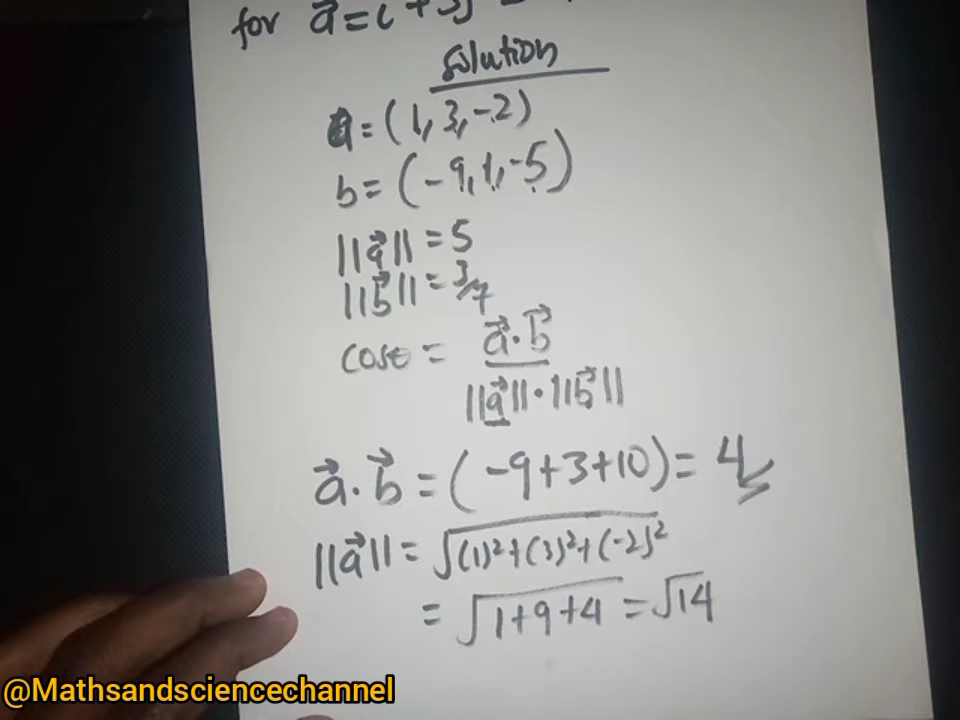 for a⃗ = i + 3j
Solution
a = (1, 3, -2)
b = (-9, 1, -5)
||a⃗|| = 5
||b⃗|| = 3/7
cosθ = a⃗·b⃗
||a⃗||·||b⃗||
a⃗·b⃗ = (-9+3+10) = 4
||a⃗|| = √(1)²+(3)²+(-2)²
= √1+9+4 = √14
@Mathsandsciencechannel